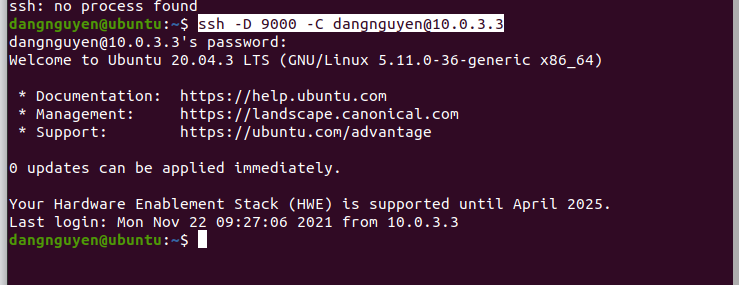 ssh: no process found
dangnguyen@ubuntu:~$ ssh -D 9000 -C dangnguyen@10.0.3.3
dangnguyen@10.0.3.3's password:
Welcome to Ubuntu 20.04.3 LTS (GNU/Linux 5.11.0-36-generic x86_64)
* Documentation:  https://help.ubuntu.com
* Management:     https://landscape.canonical.com
* Support:        https://ubuntu.com/advantage
0 updates can be applied immediately.
Your Hardware Enablement Stack (HWE) is supported until April 2025.
Last login: Mon Nov 22 09:27:06 2021 from 10.0.3.3
dangnguyen@ubuntu:~$